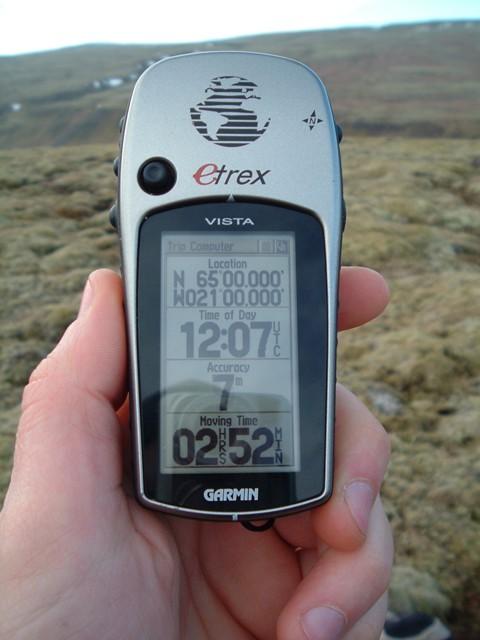 N
etrex
VISTA
Trip Computer
Location
N 65°00.000'
W021°00.000'
Time of Day
12:07 UTC
Accuracy
7m
Moving Time
02 HRS 52 MIN
GARMIN